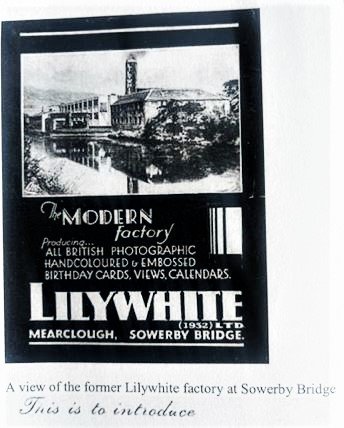 The MODERN
factory
Producing...
ALL BRITISH PHOTOGRAPHIC
HANDCOLOURED & EMBOSSED
BIRTHDAY CARDS, VIEWS, CALENDARS.
LILYWHITE
(1932) LTD
MEARCLOUGH, SOWERBY BRIDGE.
A view of the former Lilywhite factory at Sowerby Bridge
This is to introduce